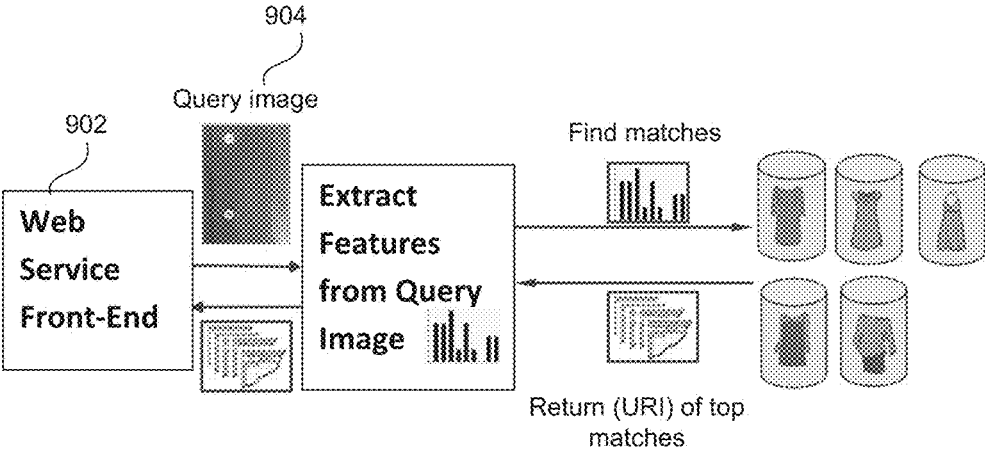 904
Query image
902
Find matches
Web
Service
Front-End
Extract
Features
from Query
Image
Return (URI) of top
matches